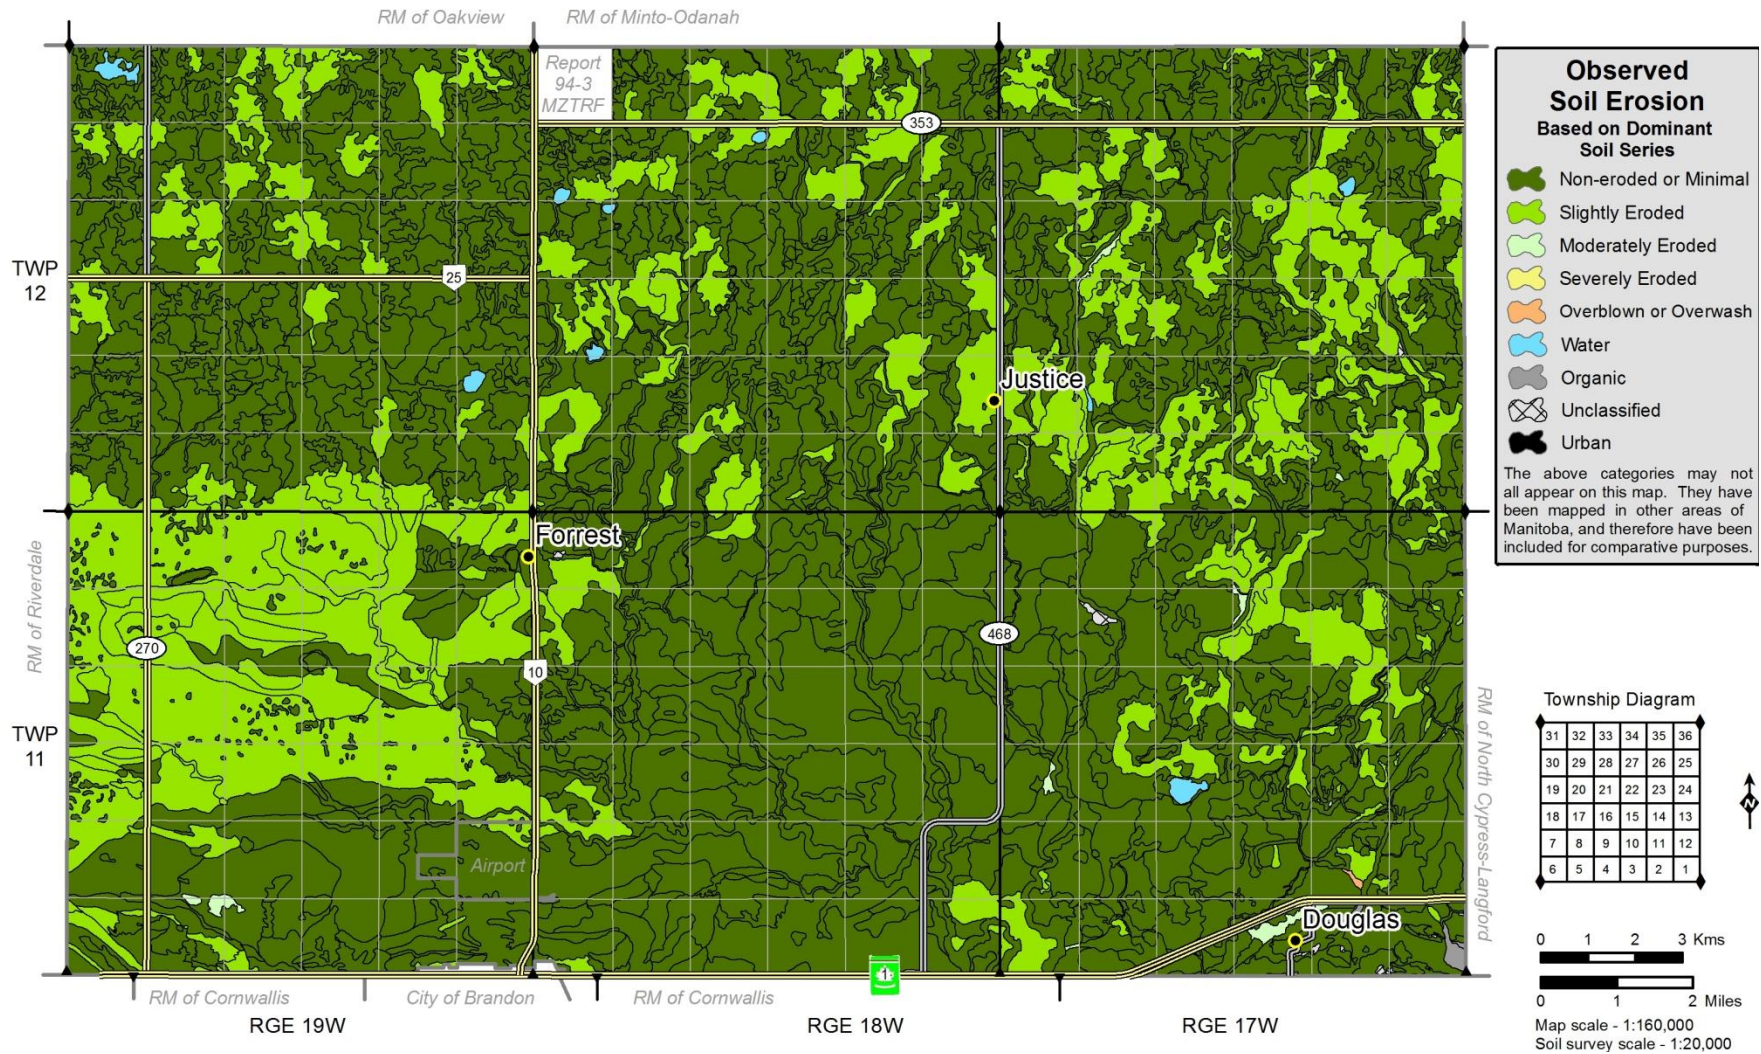 RM of Oakview
RM of Minto-Odanah
Report
94-3
MZTRF
353
25
TWP
12
Justice
Forrest
RM of Riverdale
270
468
10
TWP
11
RM of North Cypress-Langford
Airport
Douglas
1
RM of Cornwallis
City of Brandon
RM of Cornwallis
RGE 19W
RGE 18W
RGE 17W
Observed
Soil Erosion
Based on Dominant
Soil Series
Non-eroded or Minimal
Slightly Eroded
Moderately Eroded
Severely Eroded
Overblown or Overwash
Water
Organic
Unclassified
Urban
The above categories may not
all appear on this map. They have
been mapped in other areas of
Manitoba, and therefore have been
included for comparative purposes.
Township Diagram
31 32 33 34 35 36
30 29 28 27 26 25
19 20 21 22 23 24
18 17 16 15 14 13
7 8 9 10 11 12
6 5 4 3 2 1
N
0 1 2 3 Kms
0 1 2 Miles
Map scale - 1:160,000
Soil survey scale - 1:20,000